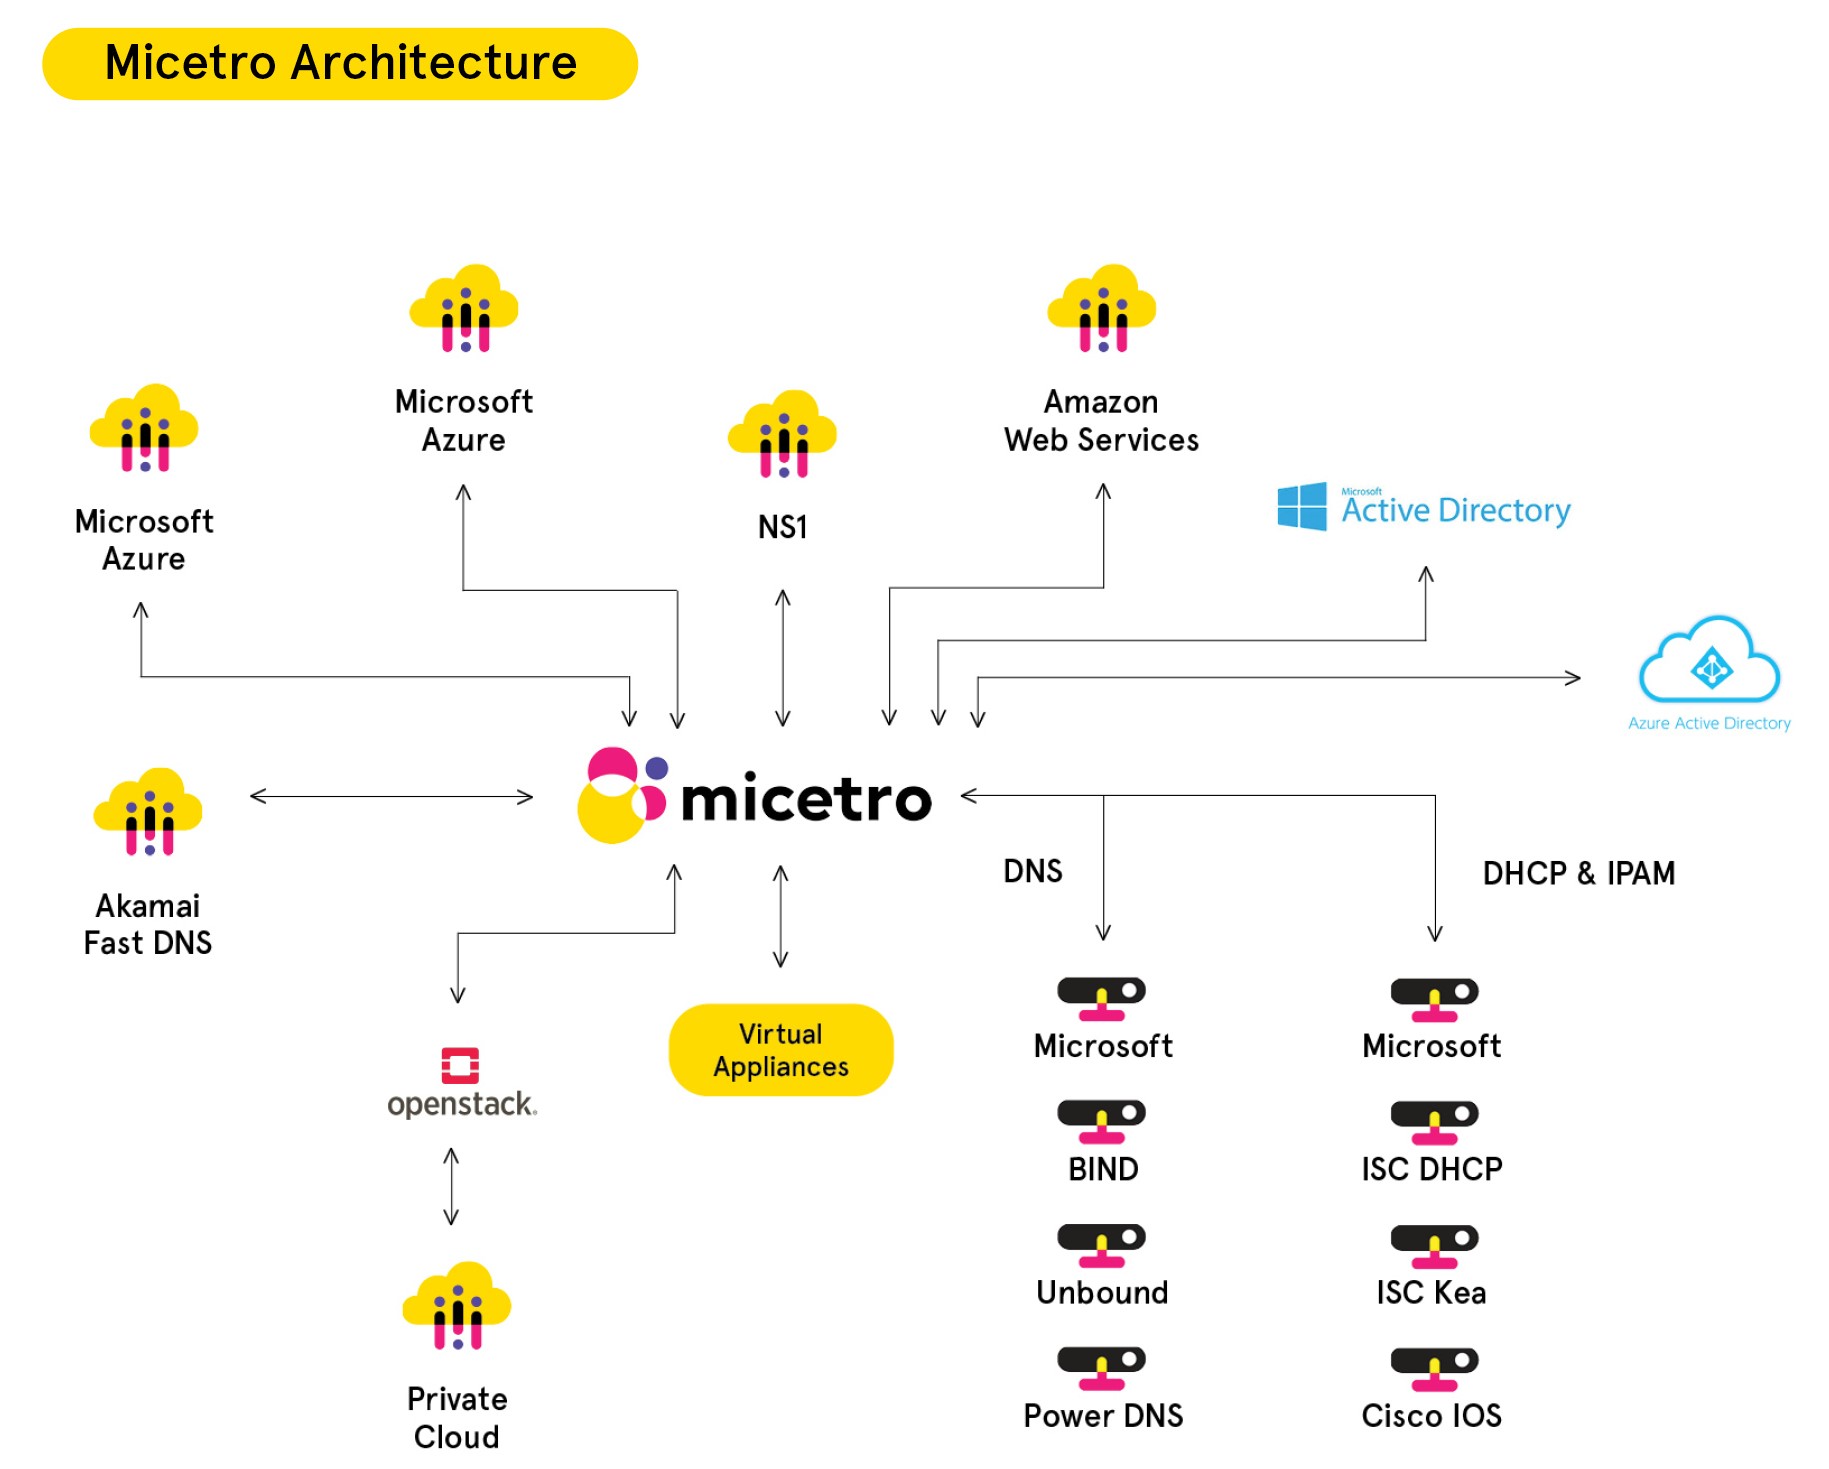 Micetro Architecture
Microsoft
Azure
Microsoft
Azure
NS1
Amazon
Web Services
Microsoft
Active Directory
Azure Active Directory
Akamai
Fast DNS
micetro
DNS
DHCP & IPAM
openstack.
Virtual
Appliances
Private
Cloud
Microsoft
BIND
Unbound
Power DNS
Microsoft
ISC DHCP
ISC Kea
Cisco IOS